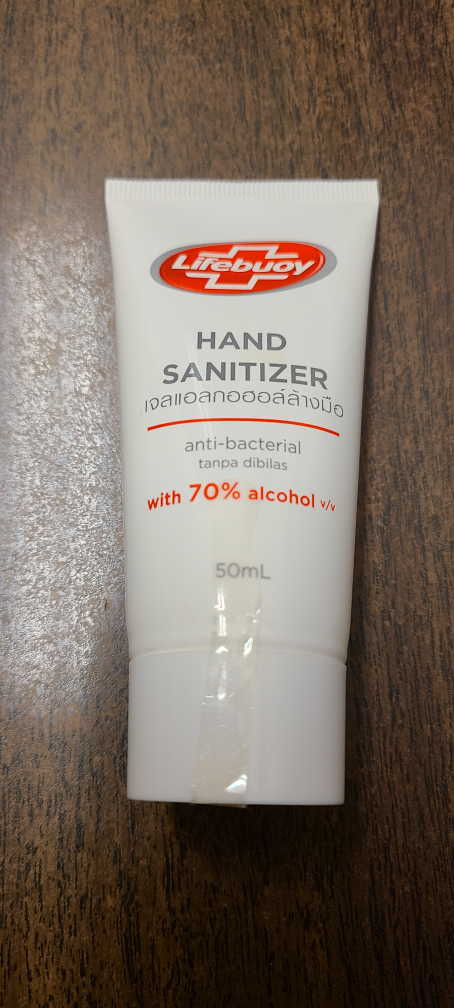 Lifebuoy
HAND
SANITIZER
เจลแอลกอฮอล์ล้างมือ
anti-bacterial
tanpa dibilas
with 70% alcohol v/v
50mL